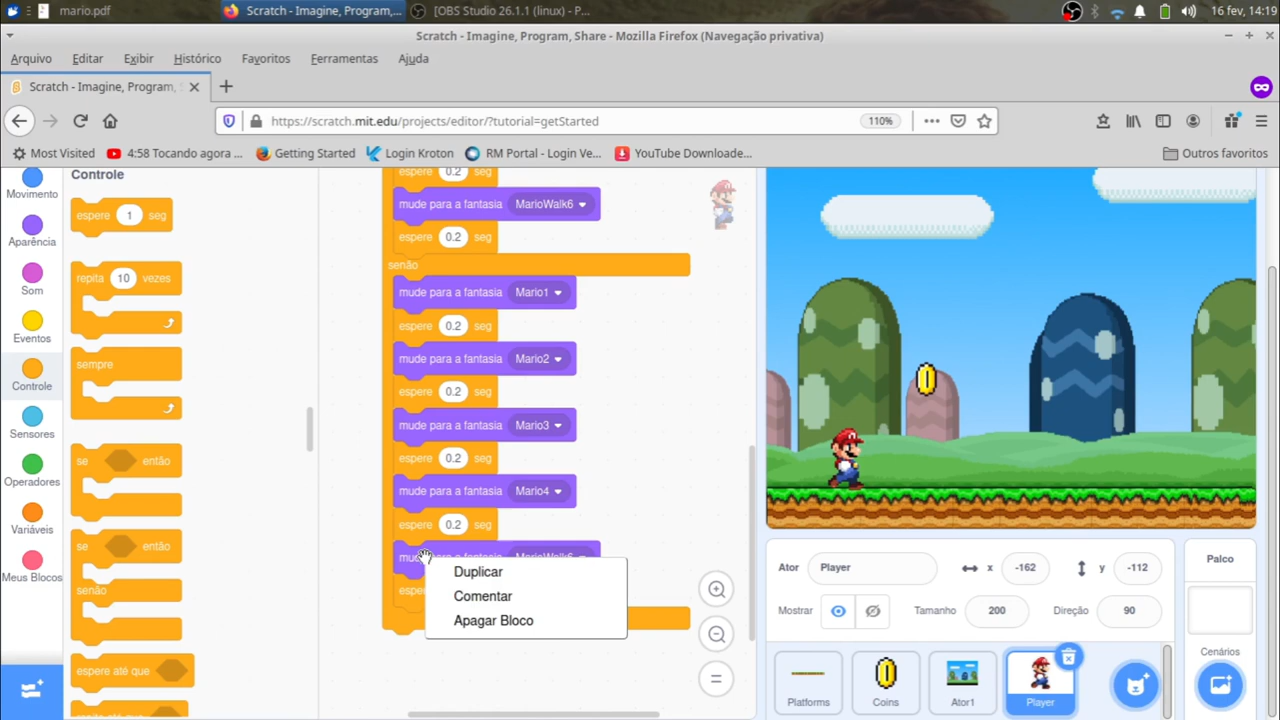 mario.pdf
Scratch - Imagine, Program,...
[OBS Studio 26.1.1 (linux) - P...
16 fev, 14:19
Scratch - Imagine, Program, Share - Mozilla Firefox (Navegação privativa)
Arquivo Editar Exibir Histórico Favoritos Ferramentas Ajuda
Scratch - Imagine, Program,
https://scratch.mit.edu/projects/editor/?tutorial=getStarted
110%
Most Visited
4:58 Tocando agora ...
Getting Started
Login Kroton
RM Portal - Login Ve...
YouTube Downloade...
Outros favoritos
Movimento
Aparência
Som
Eventos
Controle
Sensores
Operadores
Variáveis
Meus Blocos
Controle
espere 1 seg
repita 10 vezes
sempre
se então
se então
senão
espere até que
espere 0.2 seg
mude para a fantasia MarioWalk6
espere 0.2 seg
senão
mude para a fantasia Mario1
espere 0.2 seg
mude para a fantasia Mario2
espere 0.2 seg
mude para a fantasia Mario3
espere 0.2 seg
mude para a fantasia Mario4
espere 0.2 seg
Duplicar
Comentar
Apagar Bloco
Ator Player x -162 y -112
Mostrar Tamanho 200 Direção 90
Platforms
Coins
Ator1
Player
Palco
Cenários